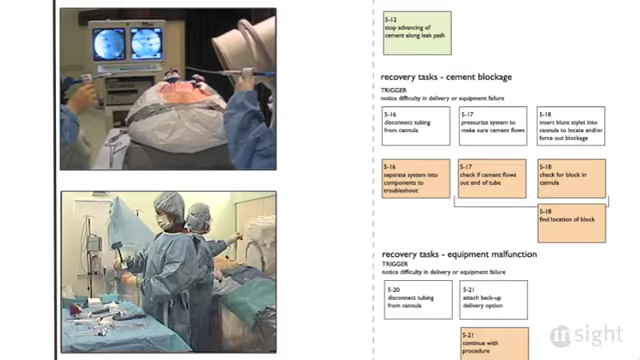 5-12
stop advancing of
cement along leak path
recovery tasks - cement blockage
TRIGGER
notice difficulty in delivery or equipment failure
5-16
disconnect tubing
from cannula
5-17
pressurize system to
make sure cement flows
5-18
insert blunt stylet into
cannula to locate and/or
force out blockage
5-16
separate system into
components to
troubleshoot
5-17
check if cement flows
out end of tube
5-18
check for block in
cannula
5-18
find location of block
recovery tasks - equipment malfunction
TRIGGER
notice difficulty in delivery or equipment failure
5-20
disconnect tubing
from cannula
5-21
attach back-up
delivery option
5-21
continue with
procedure
insight